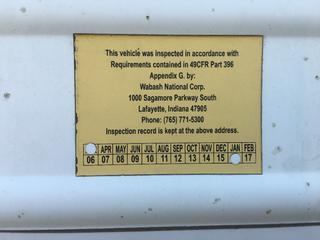 This vehicle was Inspected in accordance with
Requirements contained in 49CFR Part 396
Appendix G. by:
Wabash National Corp.
1000 Sagamore Parkway South
Lafayette, Indiana 47905
Phone: (765) 771-5300
Inspection record is kept at the above address.
APR MAY JUN JUL AUG SEP OCT NOV DEC JAN FEB
06 07 08 09 10 11 12 13 14 15 17